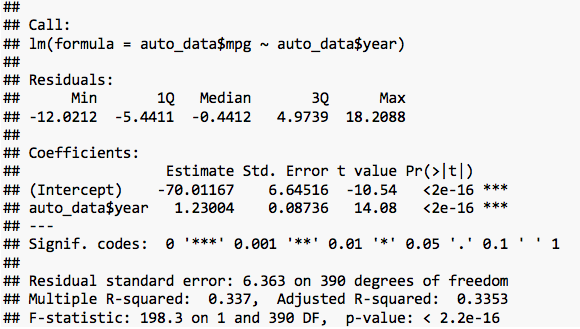 ##
## Call:
## lm(formula = auto_data$mpg ~ auto_data$year)
##
## Residuals:
##      Min       1Q   Median       3Q      Max
## -12.0212  -5.4411  -0.4412   4.9739  18.2088
##
## Coefficients:
##                 Estimate Std. Error t value Pr(>|t|)
## (Intercept)    -70.01167    6.64516  -10.54   <2e-16 ***
## auto_data$year   1.23004    0.08736   14.08   <2e-16 ***
## ---
## Signif. codes:  0 '***' 0.001 '**' 0.01 '*' 0.05 '.' 0.1 ' ' 1
##
## Residual standard error: 6.363 on 390 degrees of freedom
## Multiple R-squared:  0.337,  Adjusted R-squared:  0.3353
## F-statistic: 198.3 on 1 and 390 DF,  p-value: < 2.2e-16